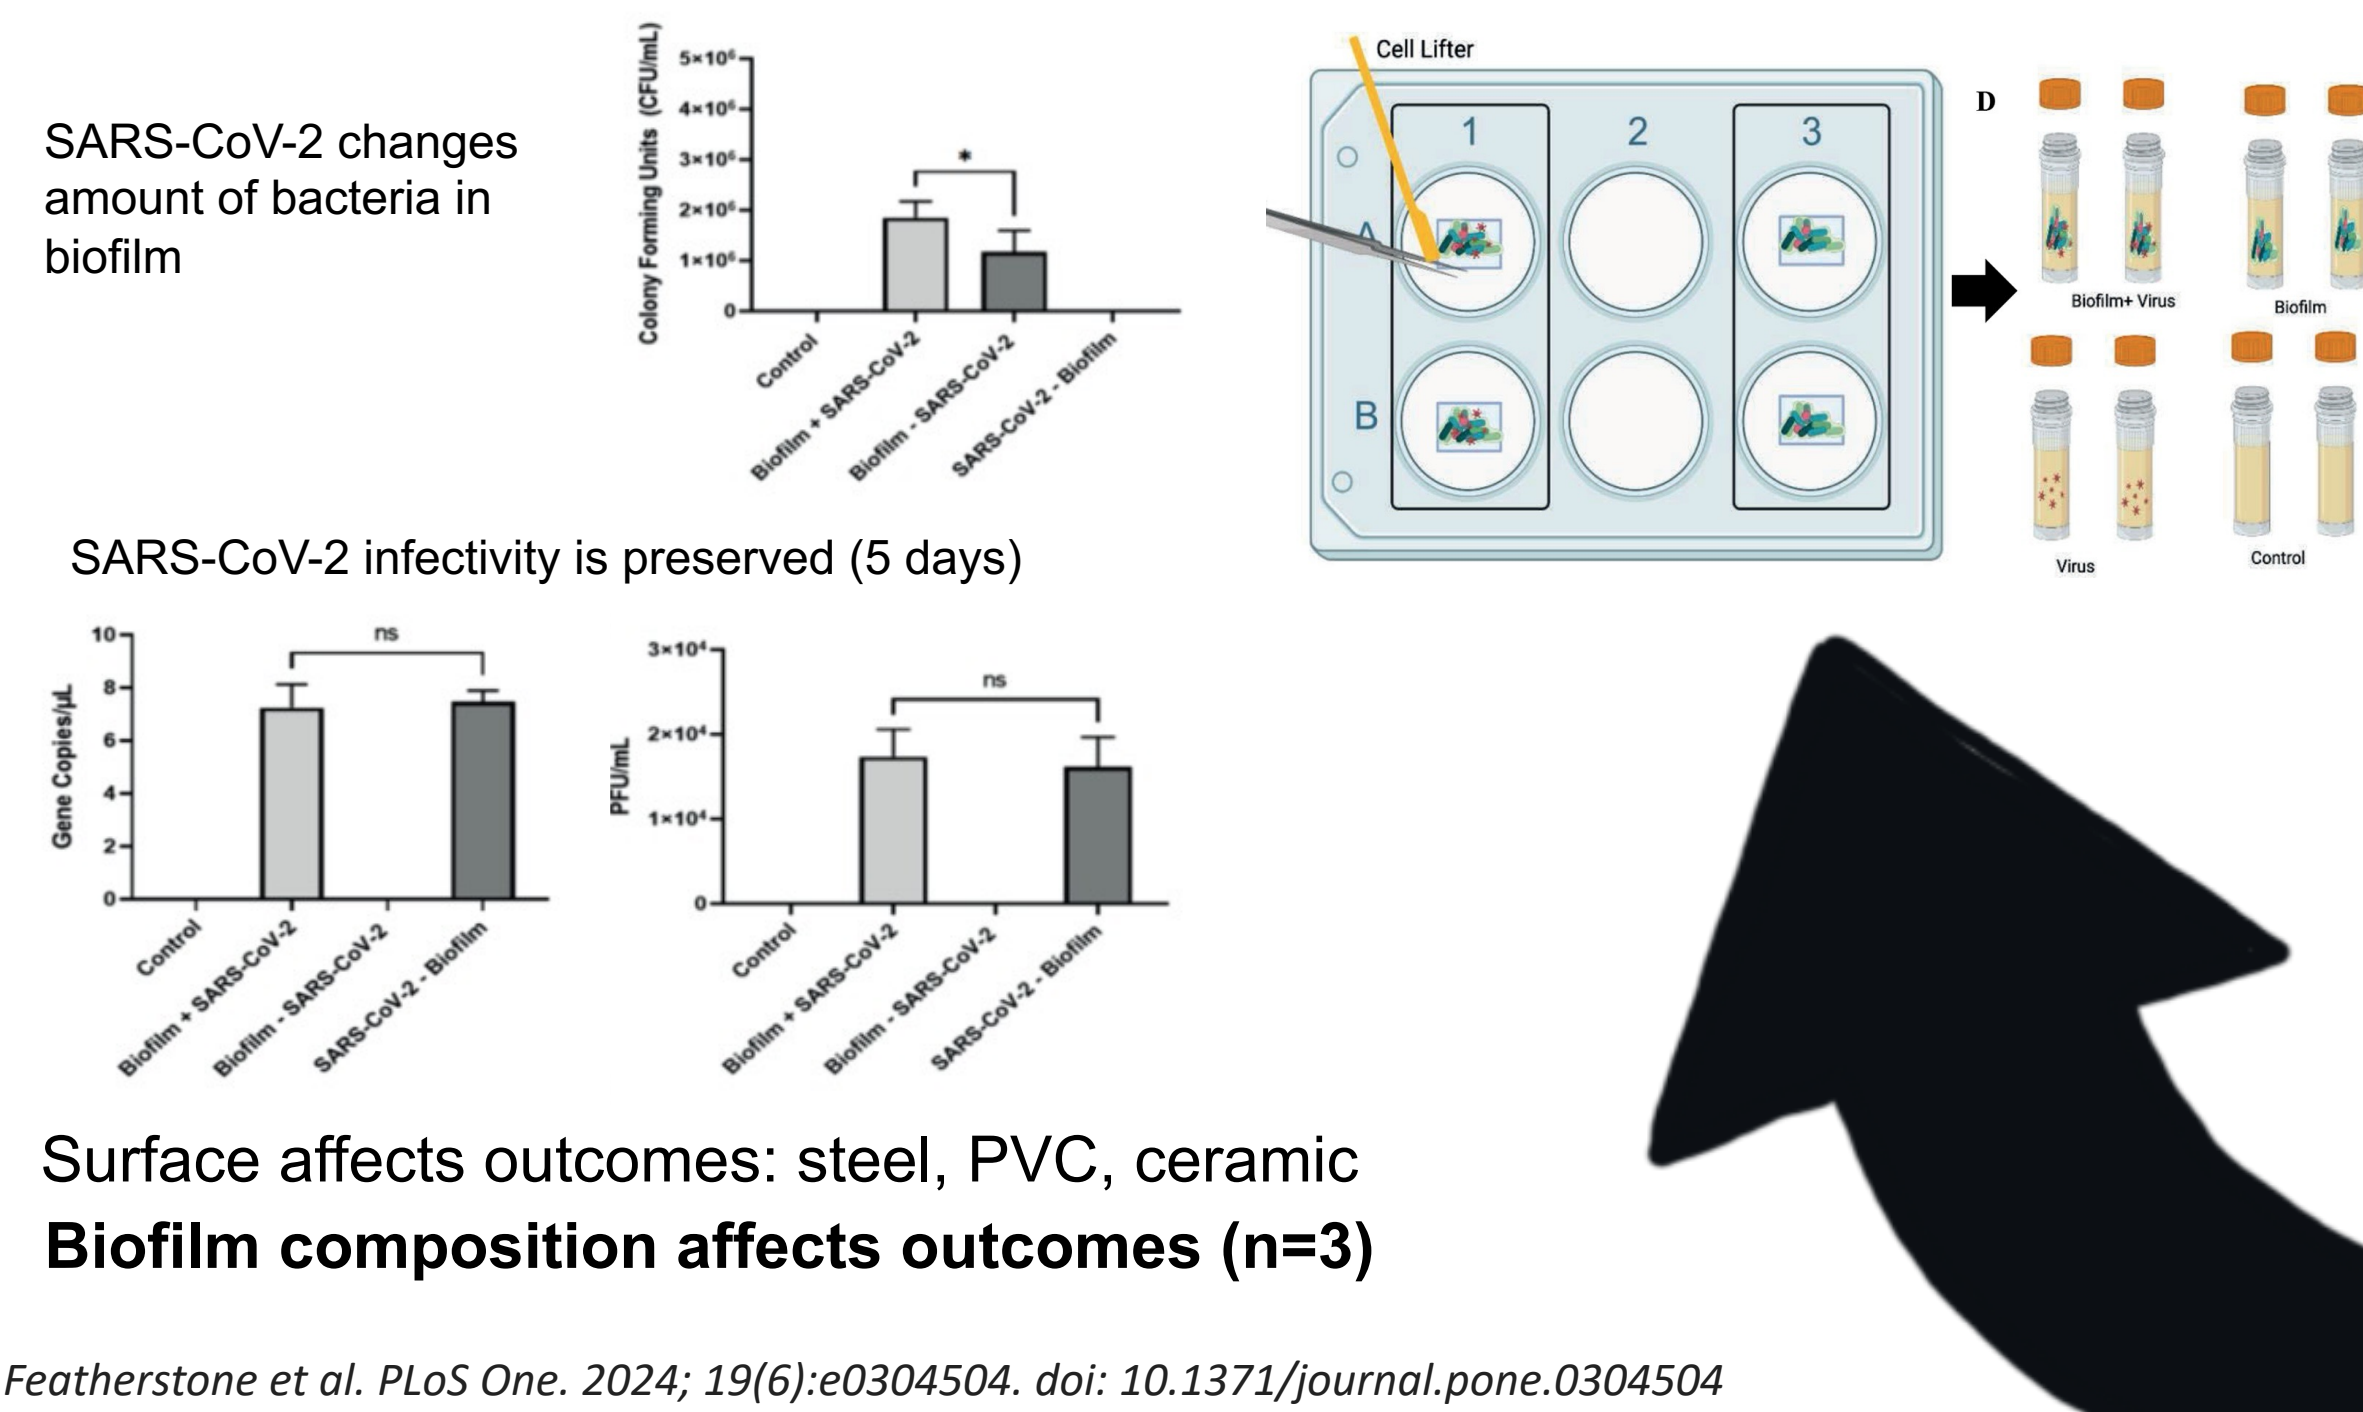 SARS-CoV-2 changes
amount of bacteria in
biofilm
Colony Forming Units (CFU/mL)
5×10⁶
4×10⁶
3×10⁶
2×10⁶
1×10⁶
0
*
Control
Biofilm + SARS-CoV-2
Biofilm - SARS-CoV-2
SARS-CoV-2 - Biofilm
Cell Lifter
1
2
3
A
B
D
Biofilm+ Virus
Biofilm
Virus
Control
SARS-CoV-2 infectivity is preserved (5 days)
Gene Copies/µL
10
8
6
4
2
0
ns
Control
Biofilm + SARS-CoV-2
Biofilm - SARS-CoV-2
SARS-CoV-2 - Biofilm
PFU/mL
3×10⁴
2×10⁴
1×10⁴
0
ns
Control
Biofilm + SARS-CoV-2
Biofilm - SARS-CoV-2
SARS-CoV-2 - Biofilm
Surface affects outcomes: steel, PVC, ceramic
Biofilm composition affects outcomes (n=3)
Featherstone et al. PLoS One. 2024; 19(6):e0304504. doi: 10.1371/journal.pone.0304504